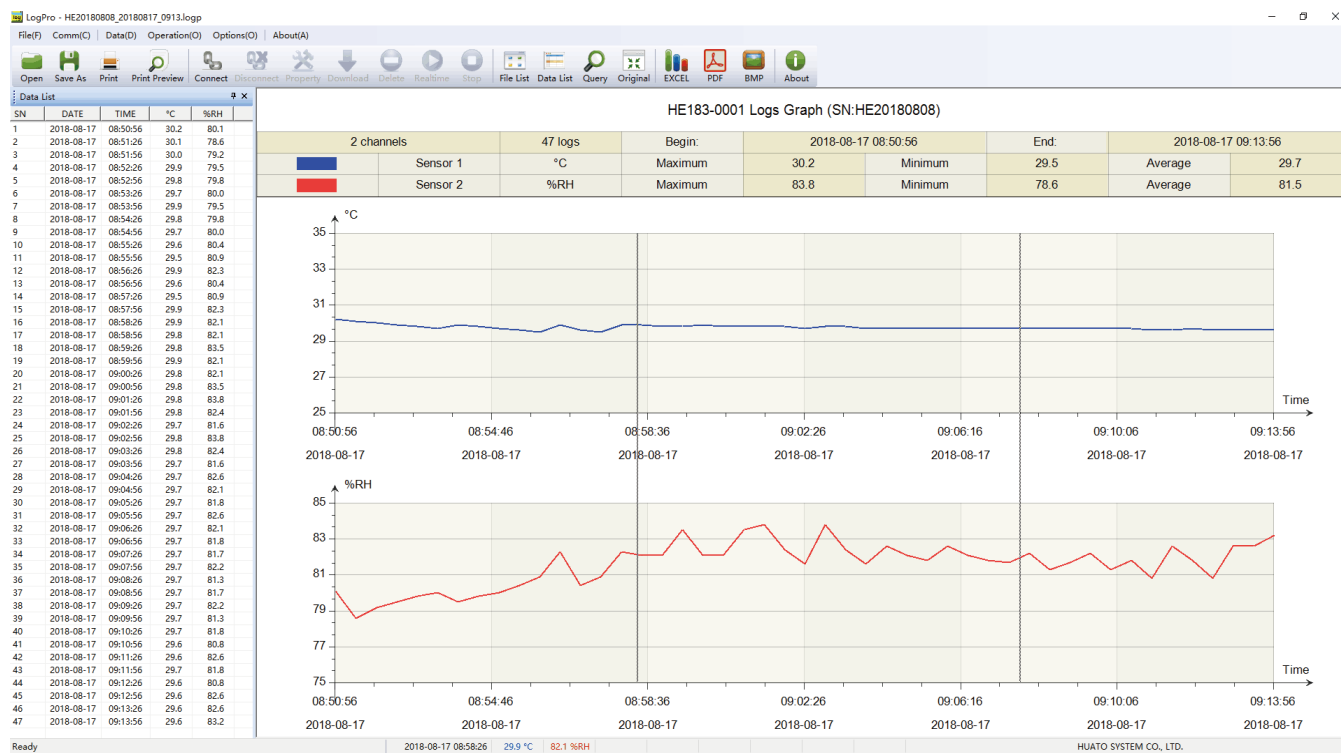 LogPro - HE20180808_20180817_0913.logp
File(F) Comm(C) Data(D) Operation(O) Options(O) About(A)
Open Save As Print Print Preview Connect Disconnect Property Download Delete Realtime Stop File List Data List Query Original EXCEL PDF BMP About
Data List
SN DATE TIME °C %RH
1 2018-08-17 08:50:56 30.2 80.1
2 2018-08-17 08:51:26 30.1 78.6
3 2018-08-17 08:51:56 30.0 79.2
4 2018-08-17 08:52:26 29.9 79.5
5 2018-08-17 08:52:56 29.8 79.8
6 2018-08-17 08:53:26 29.7 80.0
7 2018-08-17 08:53:56 29.9 79.5
8 2018-08-17 08:54:26 29.8 79.8
9 2018-08-17 08:54:56 29.7 80.0
10 2018-08-17 08:55:26 29.6 80.4
11 2018-08-17 08:55:56 29.5 80.9
12 2018-08-17 08:56:26 29.9 82.3
13 2018-08-17 08:56:56 29.6 80.4
14 2018-08-17 08:57:26 29.5 80.9
15 2018-08-17 08:57:56 29.9 82.3
16 2018-08-17 08:58:26 29.9 82.1
17 2018-08-17 08:58:56 29.8 82.1
18 2018-08-17 08:59:26 29.8 83.5
19 2018-08-17 08:59:56 29.9 82.1
20 2018-08-17 09:00:26 29.8 82.1
21 2018-08-17 09:00:56 29.8 83.5
22 2018-08-17 09:01:26 29.8 83.8
23 2018-08-17 09:01:56 29.8 82.4
24 2018-08-17 09:02:26 29.7 81.6
25 2018-08-17 09:02:56 29.8 83.8
26 2018-08-17 09:03:26 29.8 82.4
27 2018-08-17 09:03:56 29.7 81.6
28 2018-08-17 09:04:26 29.7 82.6
29 2018-08-17 09:04:56 29.7 82.1
30 2018-08-17 09:05:26 29.7 81.8
31 2018-08-17 09:05:56 29.7 82.6
32 2018-08-17 09:06:26 29.7 82.1
33 2018-08-17 09:06:56 29.7 81.8
34 2018-08-17 09:07:26 29.7 81.7
35 2018-08-17 09:07:56 29.7 82.2
36 2018-08-17 09:08:26 29.7 81.3
37 2018-08-17 09:08:56 29.7 81.7
38 2018-08-17 09:09:26 29.7 82.2
39 2018-08-17 09:09:56 29.7 81.3
40 2018-08-17 09:10:26 29.7 81.8
41 2018-08-17 09:10:56 29.6 80.8
42 2018-08-17 09:11:26 29.6 82.6
43 2018-08-17 09:11:56 29.7 81.8
44 2018-08-17 09:12:26 29.6 80.8
45 2018-08-17 09:12:56 29.6 82.6
46 2018-08-17 09:13:26 29.6 82.6
47 2018-08-17 09:13:56 29.6 83.2
HE183-0001 Logs Graph (SN:HE20180808)
2 channels 47 logs Begin: 2018-08-17 08:50:56 End: 2018-08-17 09:13:56
Sensor 1 °C Maximum 30.2 Minimum 29.5 Average 29.7
Sensor 2 %RH Maximum 83.8 Minimum 78.6 Average 81.5
°C
35
33
31
29
27
25
Time
08:50:56 08:54:46 08:58:36 09:02:26 09:06:16 09:10:06 09:13:56
2018-08-17 2018-08-17 2018-08-17 2018-08-17 2018-08-17 2018-08-17 2018-08-17
%RH
85
83
81
79
77
75
Time
08:50:56 08:54:46 08:58:36 09:02:26 09:06:16 09:10:06 09:13:56
2018-08-17 2018-08-17 2018-08-17 2018-08-17 2018-08-17 2018-08-17 2018-08-17
Ready 2018-08-17 08:58:26 29.9 °C 82.1 %RH HUATO SYSTEM CO., LTD.